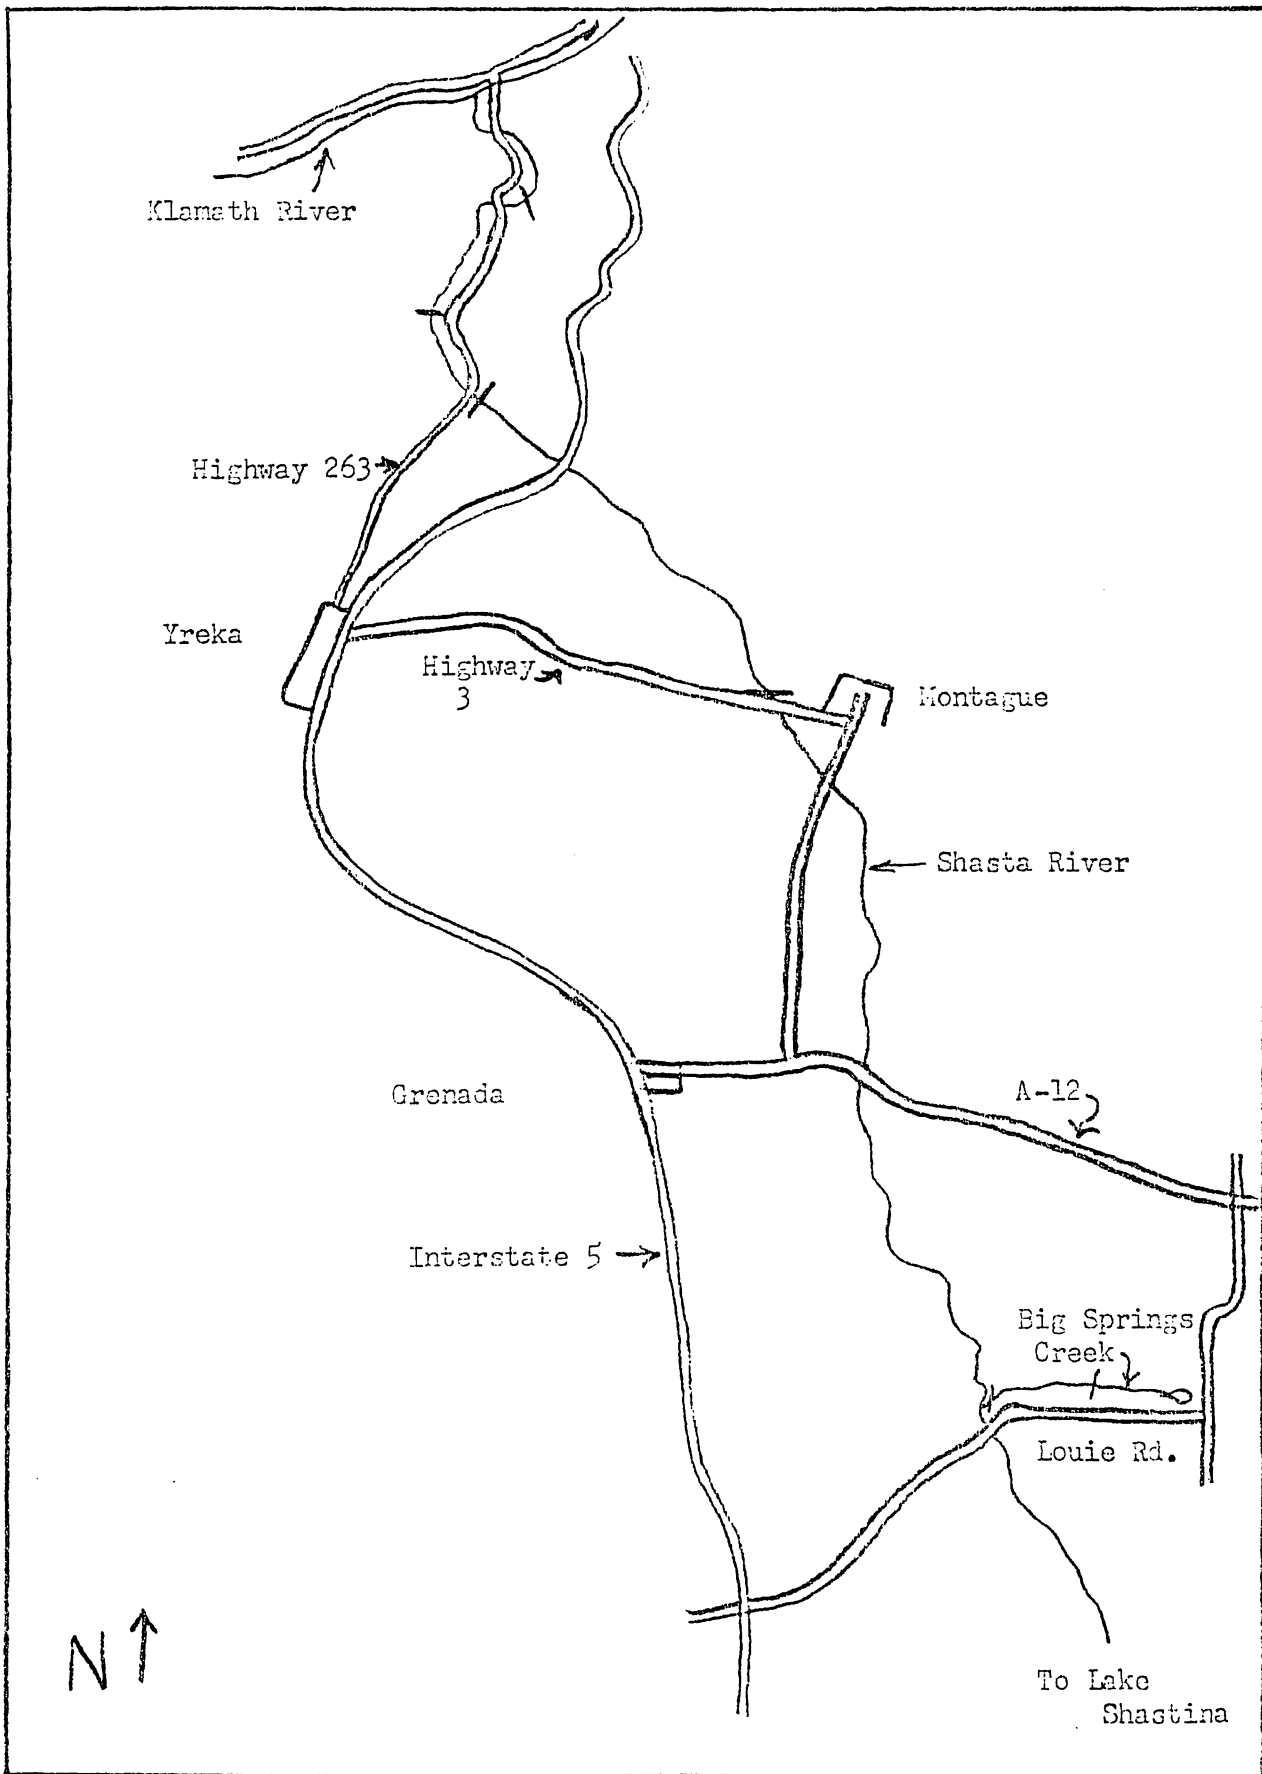 Klamath River
Highway 263
Yreka
Highway
3
Montague
Shasta River
Grenada
A-12
Interstate 5
Big Springs
Creek
Louie Rd.
N
To Lake
Shastina